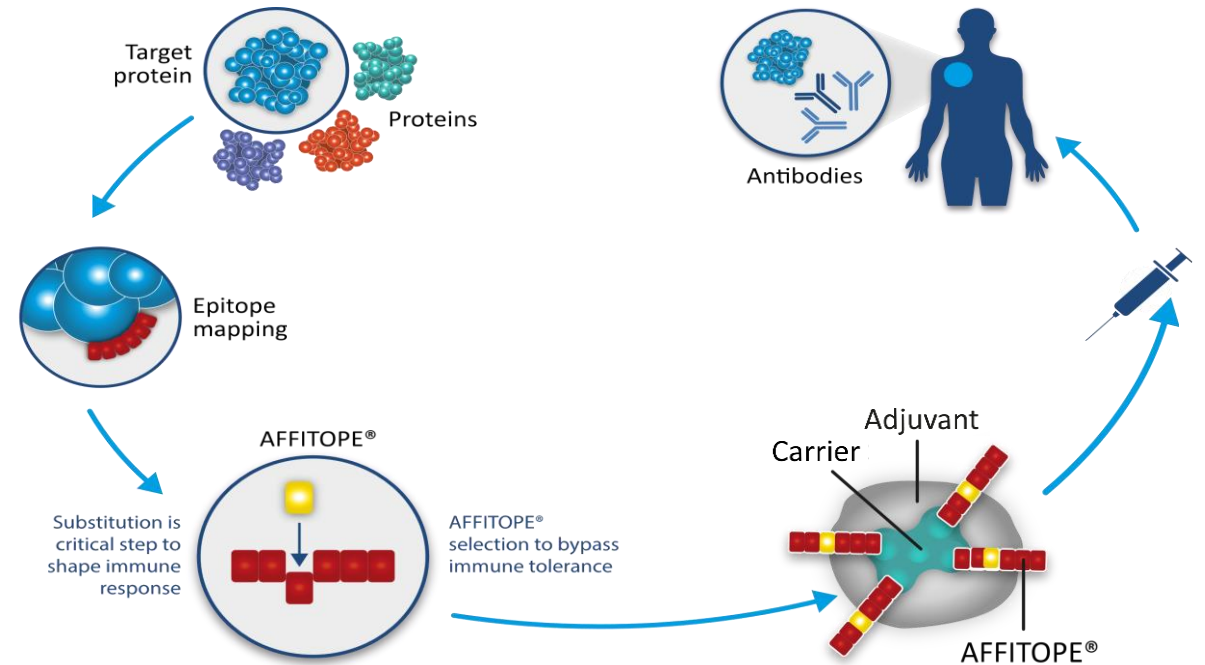 Target
protein
Proteins
Antibodies
Epitope
mapping
AFFITOPE®
Substitution is
critical step to
shape immune
response
AFFITOPE®
selection to bypass
immune tolerance
Adjuvant
Carrier
AFFITOPE®